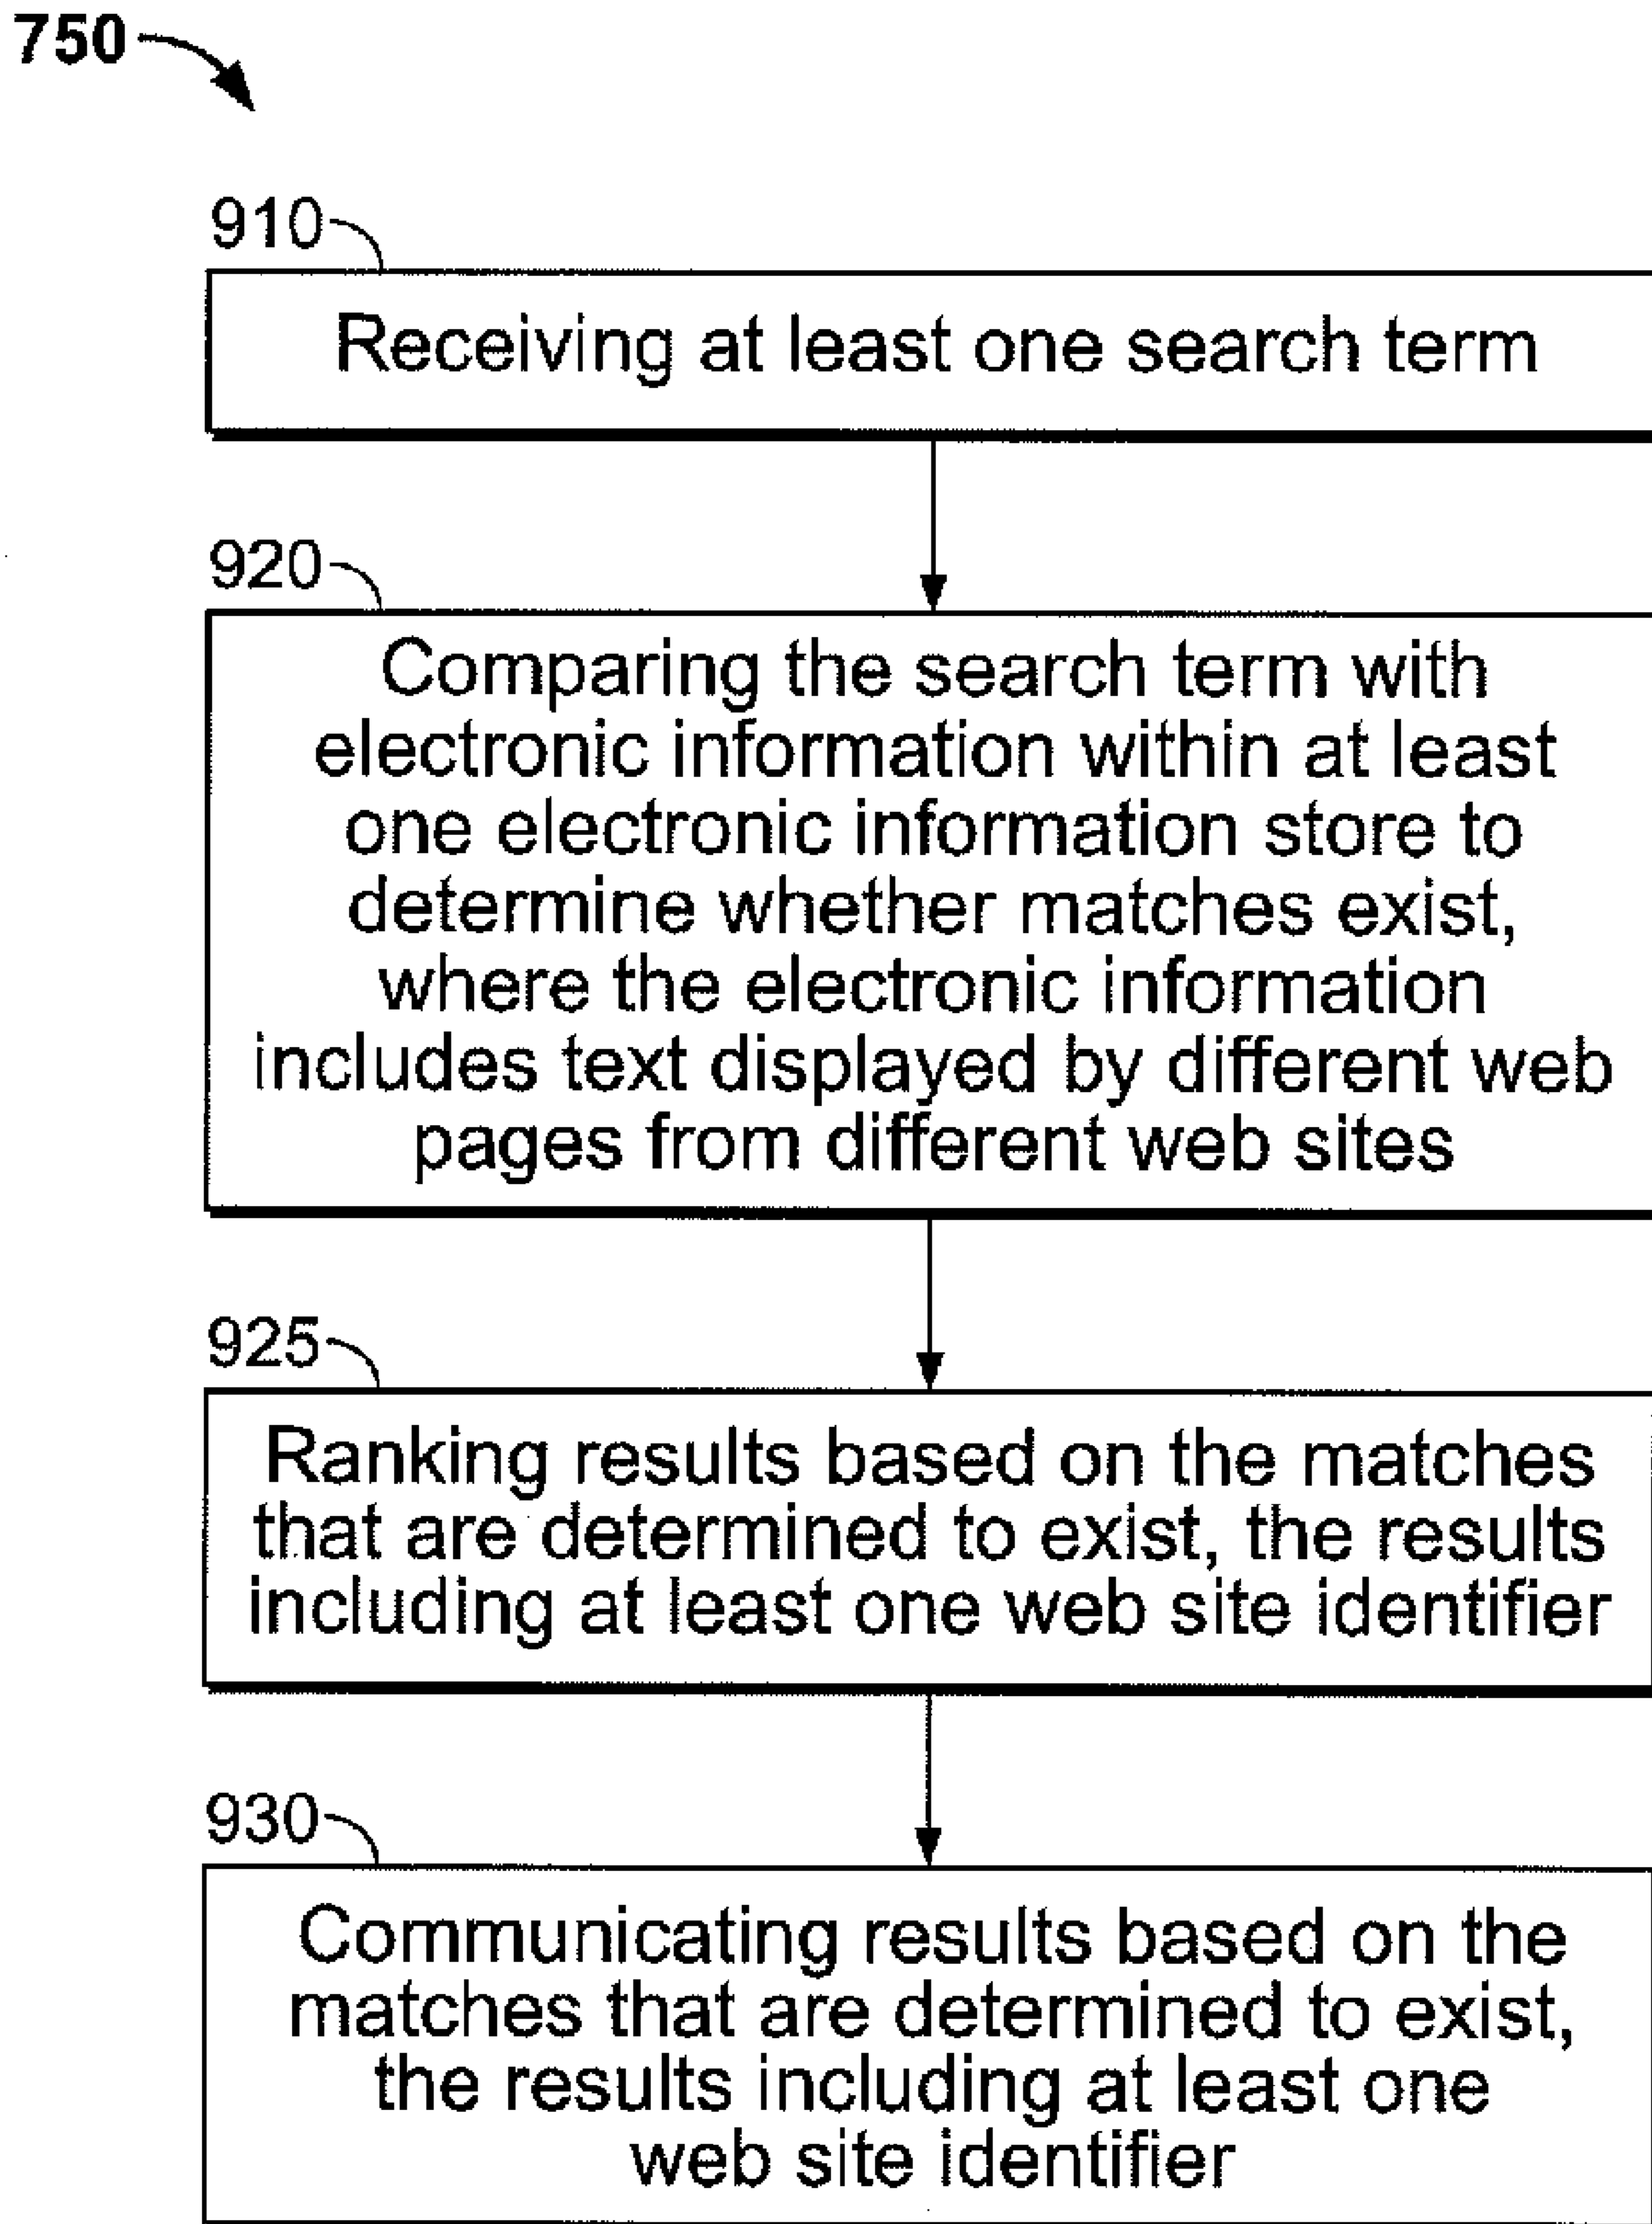 750
910
Receiving at least one search term
920
Comparing the search term with
electronic information within at least
one electronic information store to
determine whether matches exist,
where the electronic information
includes text displayed by different web
pages from different web sites
925
Ranking results based on the matches
that are determined to exist, the results
including at least one web site identifier
930
Communicating results based on the
matches that are determined to exist,
the results including at least one
web site identifier